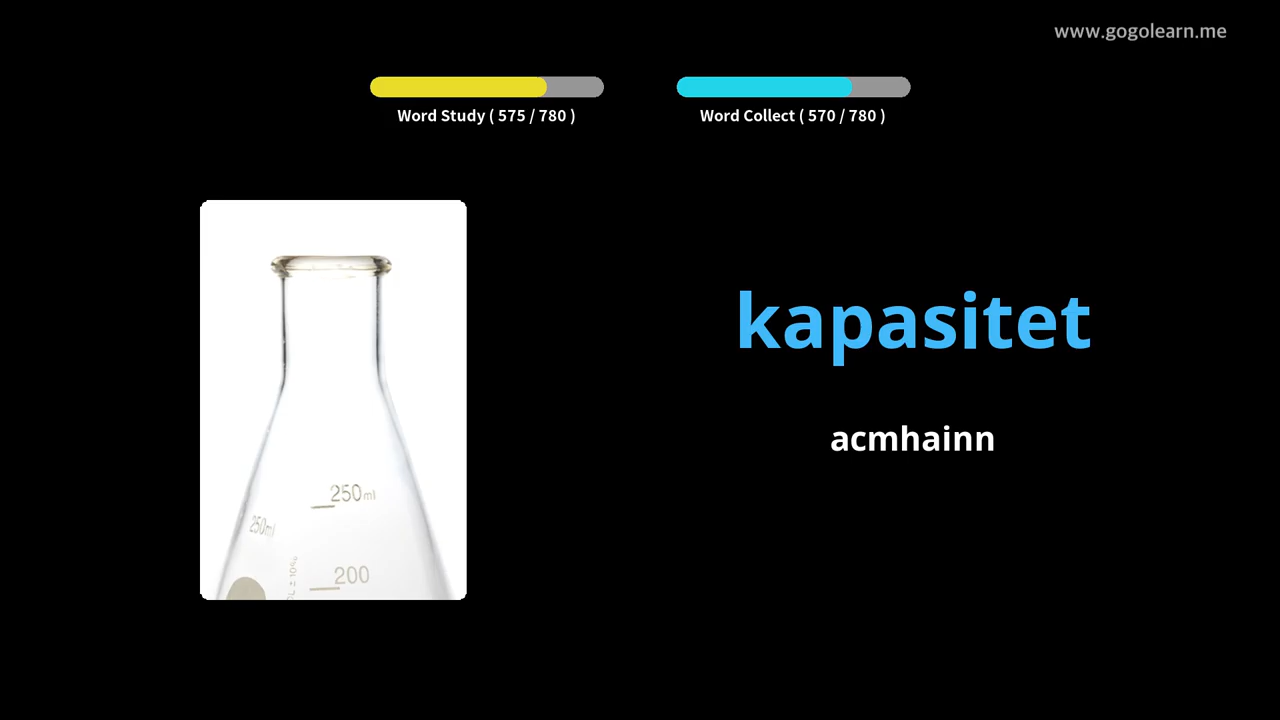 www.gogolearn.me
Word Study ( 575 / 780 )
Word Collect ( 570 / 780 )
kapasitet
acmhainn
250ml
250ml
200